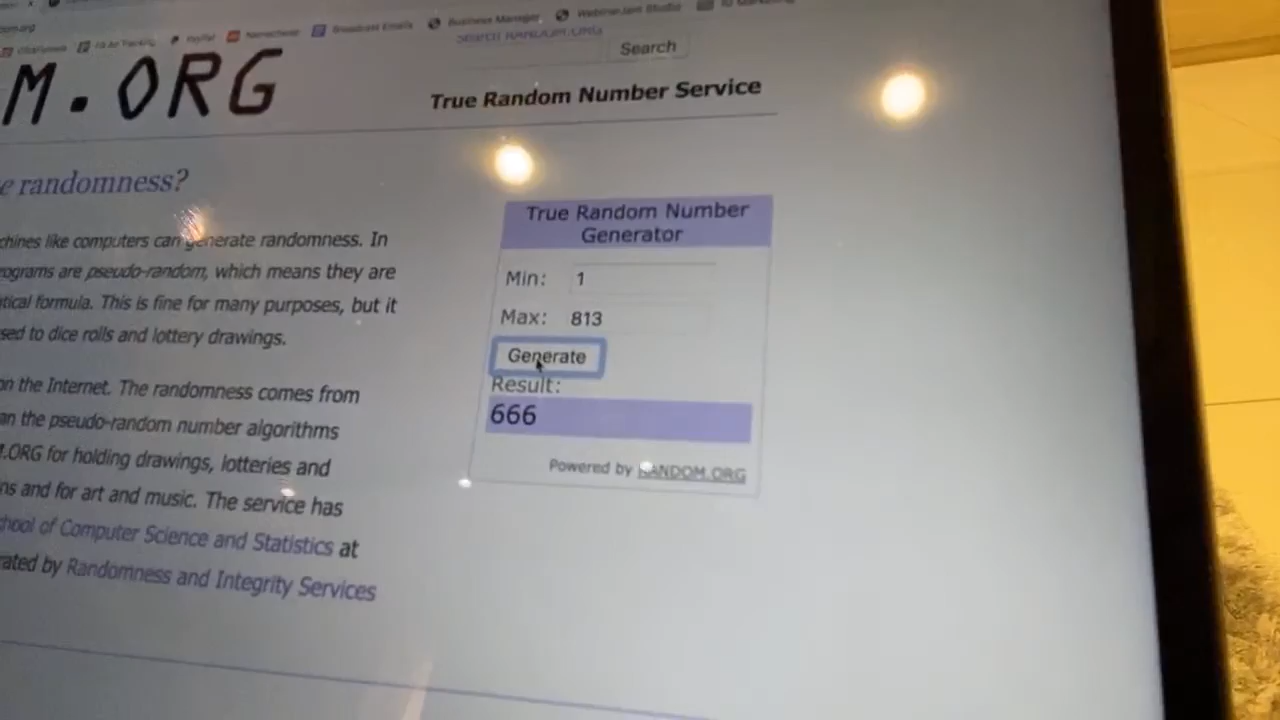 Business Manager
Search
M.ORG
True Random Number Service
e randomness?
True Random Number
Generator
Min: 1
Max: 813
Generate
Result:
666
Powered by RANDOM.ORG
chines like computers can generate randomness. In
ograms are pseudo-random, which means they are
tical formula. This is fine for many purposes, but it
sed to dice rolls and lottery drawings.
on the Internet. The randomness comes from
an the pseudo-random number algorithms
.ORG for holding drawings, lotteries and
ns and for art and music. The service has
chool of Computer Science and Statistics at
rated by Randomness and Integrity Services